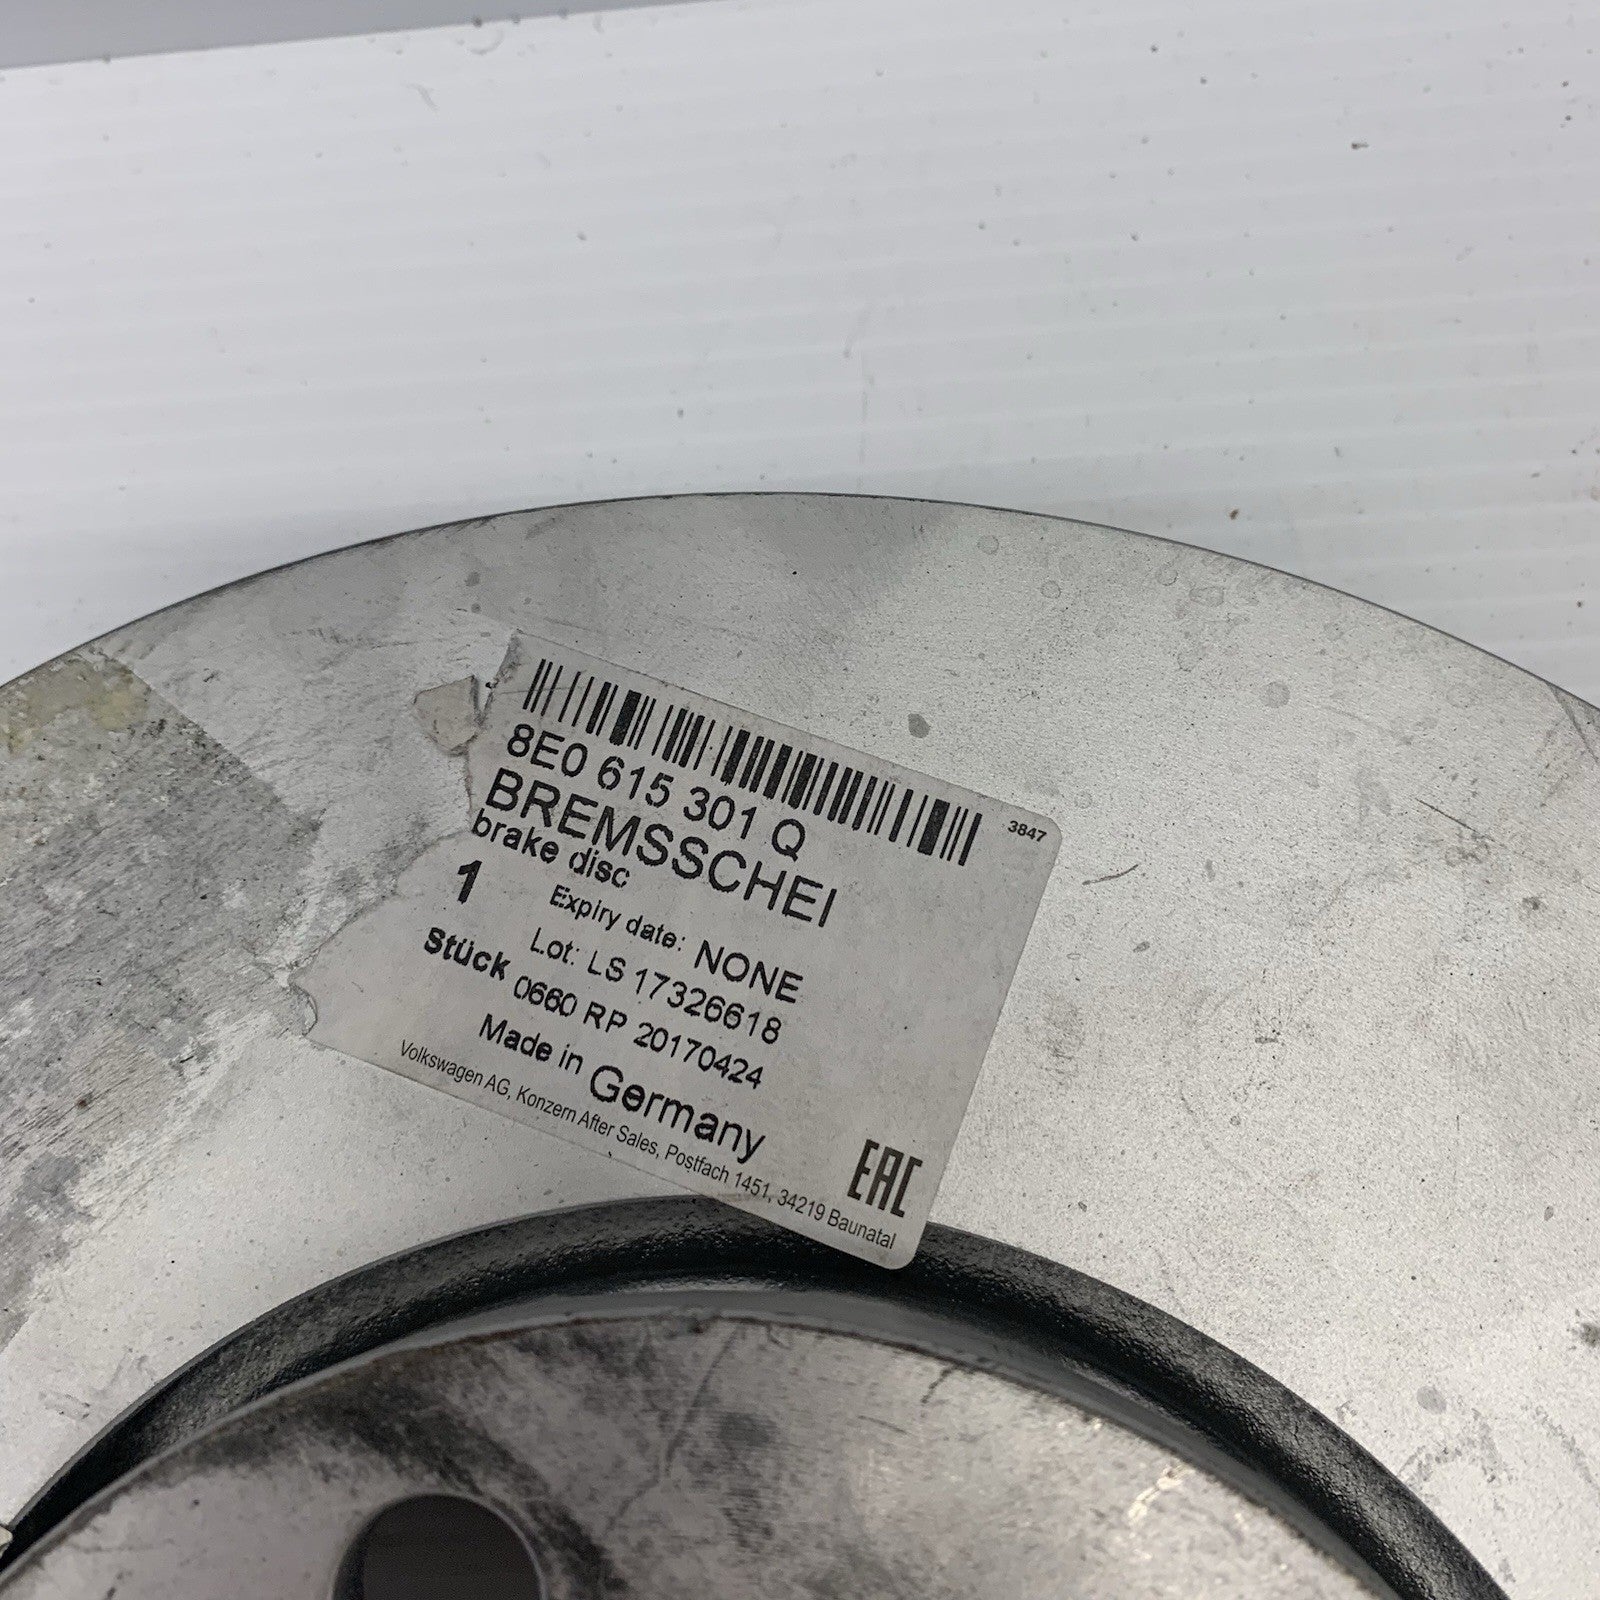 3847
8E0 615 301 Q
BREMSSCHEI
brake disc
1 Expiry date: NONE
Lot: LS 17326618
Stück 0660 RP 20170424
Made in Germany
Volkswagen AG, Konzern After Sales, Postfach 1451, 34219 Baunatal
EAC